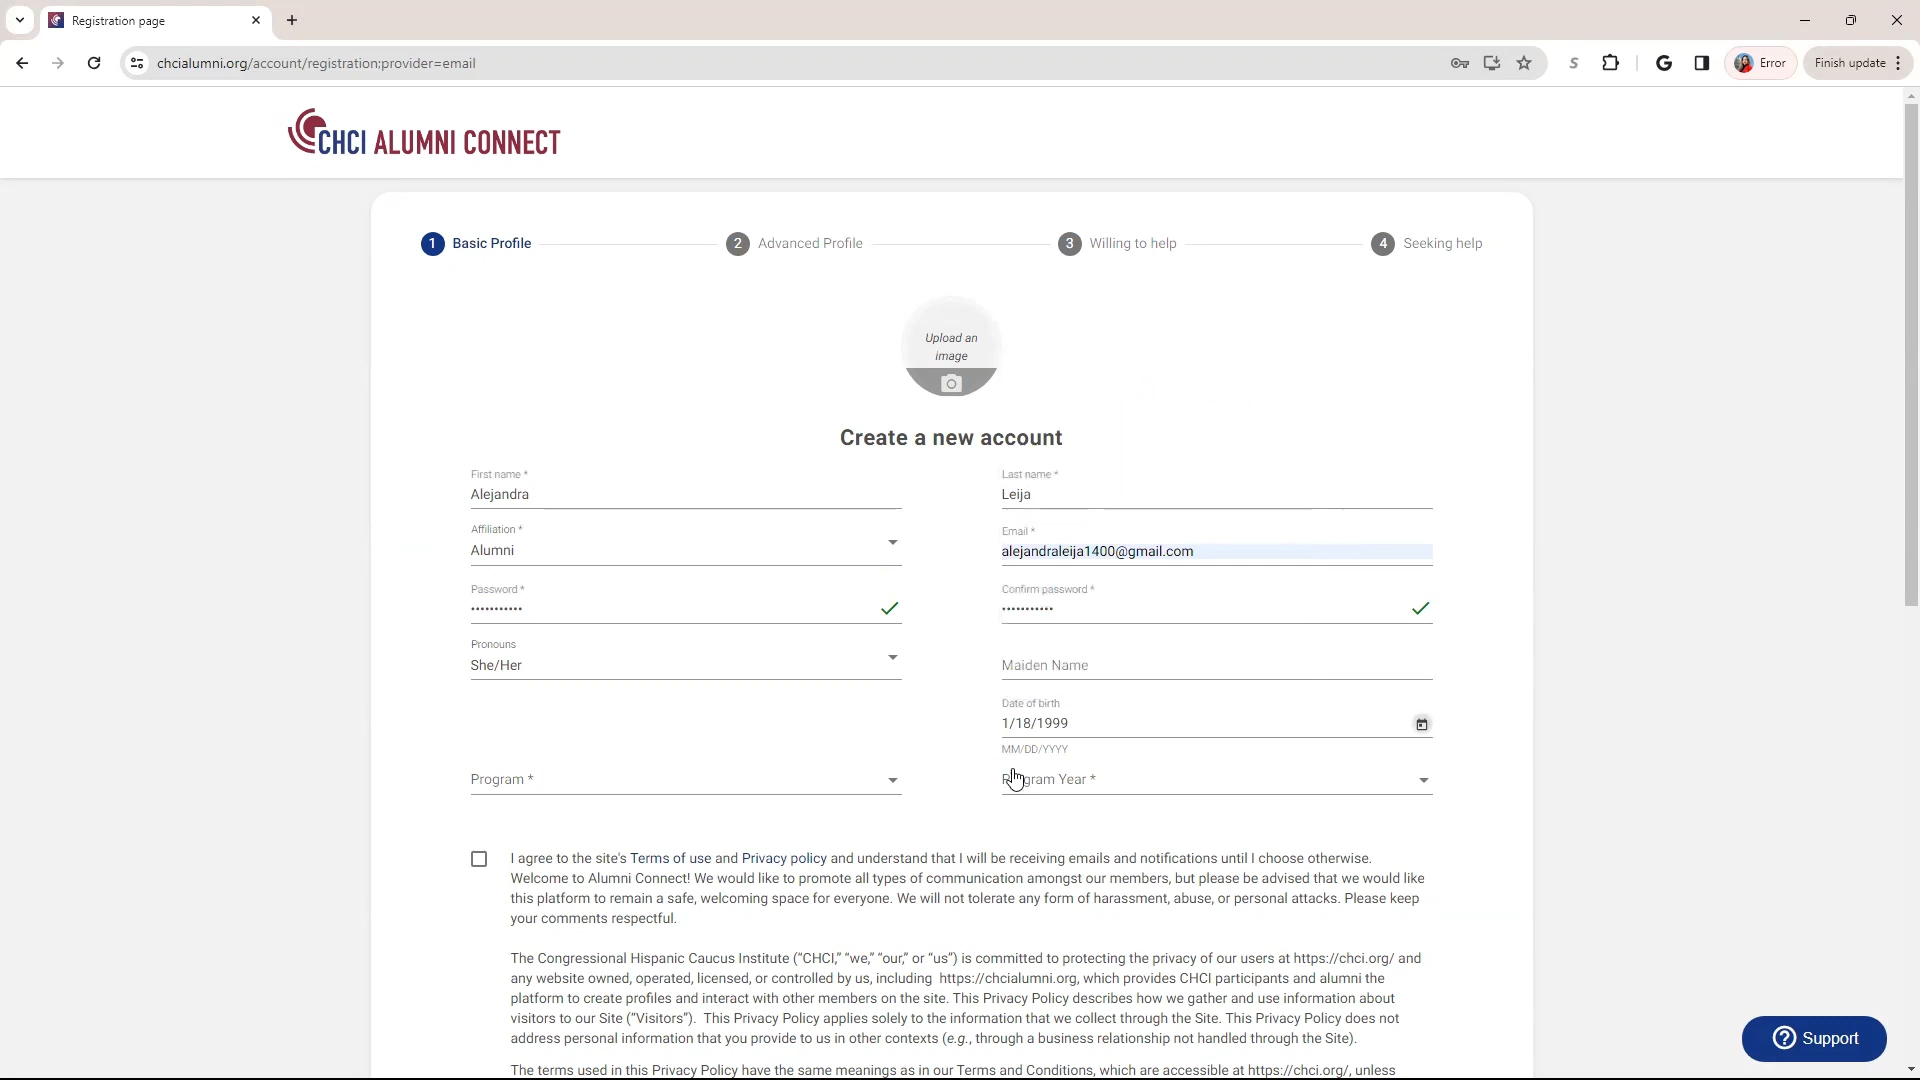 Registration page
chcialumni.org/account/registration;provider=email
Error
Finish update
CHCI ALUMNI CONNECT
1 Basic Profile
2 Advanced Profile
3 Willing to help
4 Seeking help
Upload an
image
Create a new account
First name *
Alejandra
Last name *
Leija
Affiliation *
Alumni
Email *
alejandraleija1400@gmail.com
Password *
•••••••••••
Confirm password *
•••••••••••
Pronouns
She/Her
Maiden Name
Date of birth
1/18/1999
MM/DD/YYYY
Program *
Program Year *
I agree to the site's Terms of use and Privacy policy and understand that I will be receiving emails and notifications until I choose otherwise.
Welcome to Alumni Connect! We would like to promote all types of communication amongst our members, but please be advised that we would like
this platform to remain a safe, welcoming space for everyone. We will not tolerate any form of harassment, abuse, or personal attacks. Please keep
your comments respectful.
The Congressional Hispanic Caucus Institute (“CHCI,” “we,” “our,” or “us”) is committed to protecting the privacy of our users at https://chci.org/ and
any website owned, operated, licensed, or controlled by us, including https://chcialumni.org, which provides CHCI participants and alumni the
platform to create profiles and interact with other members on the site. This Privacy Policy describes how we gather and use information about
visitors to our Site (“Visitors”). This Privacy Policy applies solely to the information that we collect through the Site. This Privacy Policy does not
address personal information that you provide to us in other contexts (e.g., through a business relationship not handled through the Site).
The terms used in this Privacy Policy have the same meanings as in our Terms and Conditions, which are accessible at https://chci.org/, unless
Support